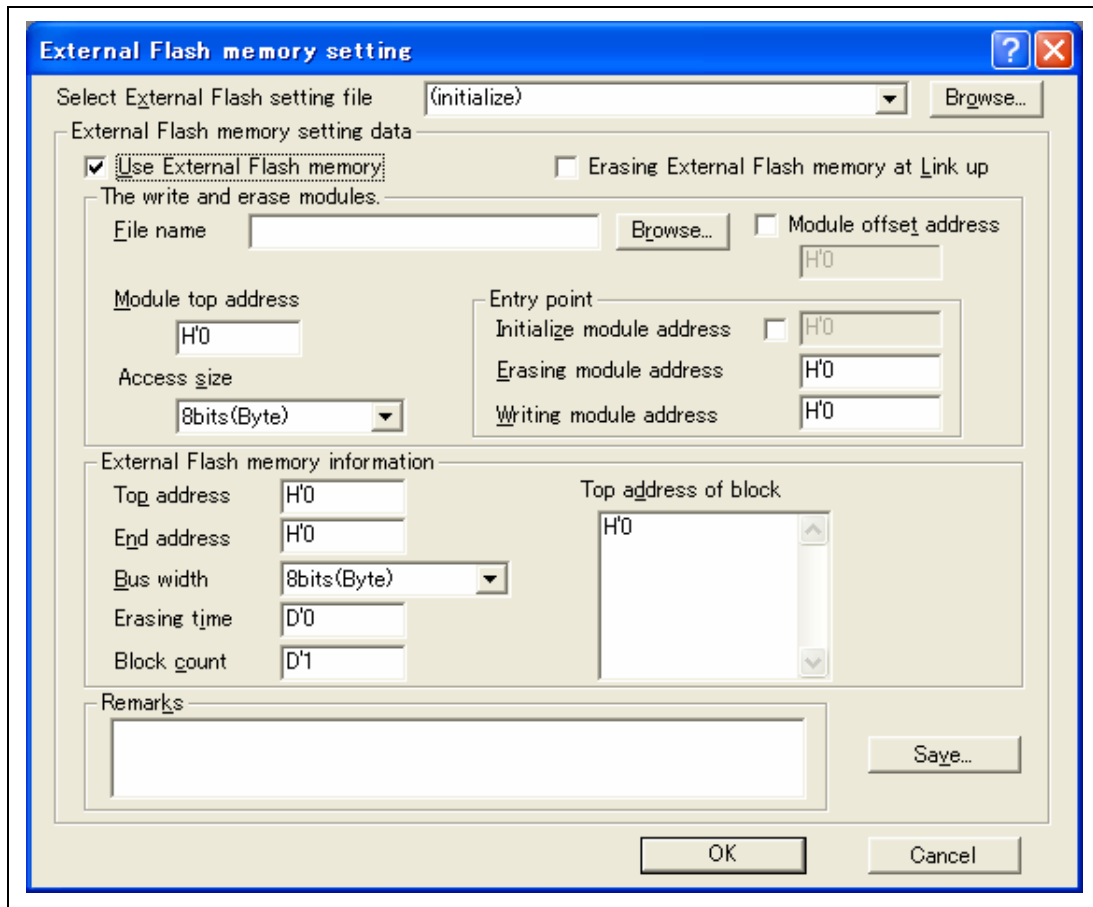 External Flash memory setting
Select External Flash setting file (initialize) Browse...
External Flash memory setting data
Use External Flash memory Erasing External Flash memory at Link up
The write and erase modules.
File name Browse... Module offset address
H'0
Module top address Entry point
H'0 Initialize module address H'0
Access size Erasing module address H'0
8bits(Byte) Writing module address H'0
External Flash memory information
Top address H'0 Top address of block
End address H'0 H'0
Bus width 8bits(Byte)
Erasing time D'0
Block count D'1
Remarks
Save...
OK Cancel